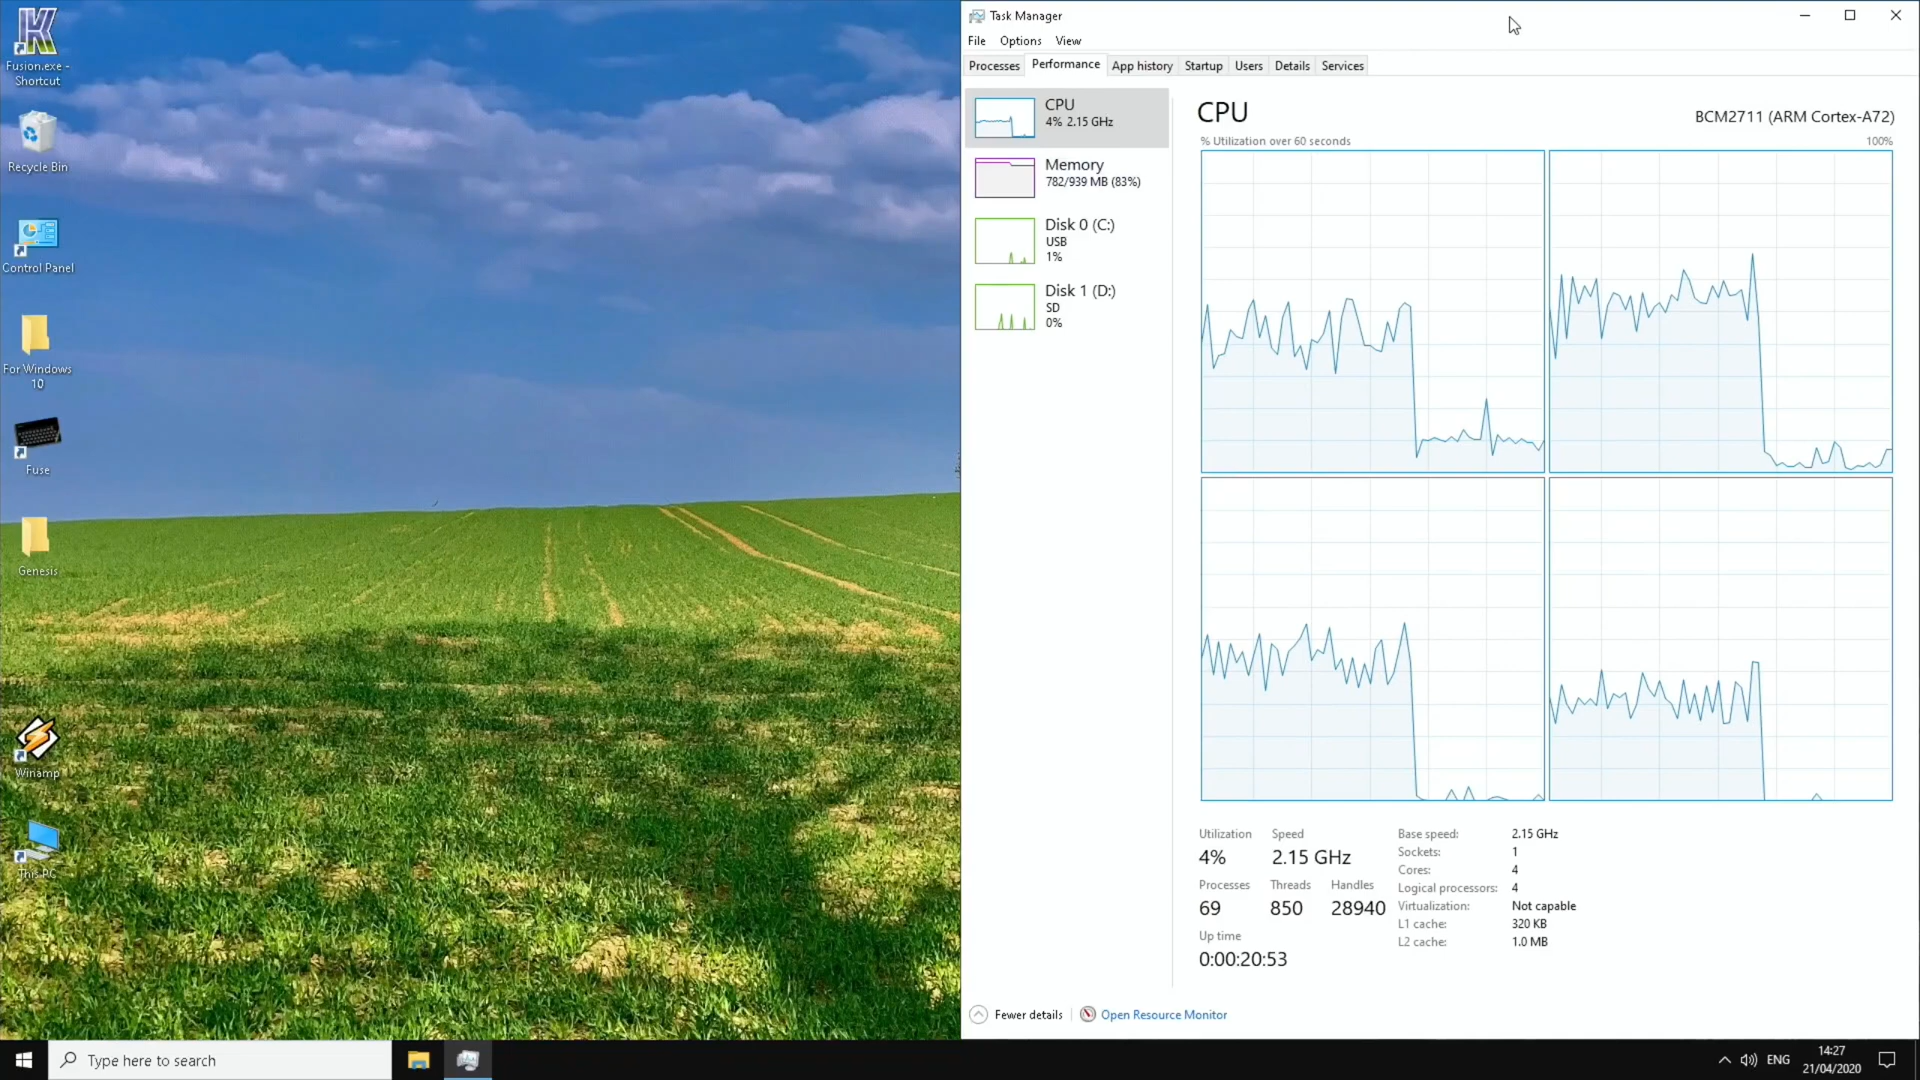 Fusion.exe -
Shortcut
Recycle Bin
Control Panel
For Windows
10
Fuse
Genesis
Winamp
This PC
Task Manager
File Options View
Processes Performance App history Startup Users Details Services
CPU
4% 2.15 GHz
Memory
782/939 MB (83%)
Disk 0 (C:)
USB
1%
Disk 1 (D:)
SD
0%
CPU
BCM2711 (ARM Cortex-A72)
% Utilization over 60 seconds
100%
Utilization Speed
4% 2.15 GHz
Processes Threads Handles
69 850 28940
Up time
0:00:20:53
Base speed: 2.15 GHz
Sockets: 1
Cores: 4
Logical processors: 4
Virtualization: Not capable
L1 cache: 320 KB
L2 cache: 1.0 MB
Fewer details Open Resource Monitor
Type here to search
ENG
14:27
21/04/2020